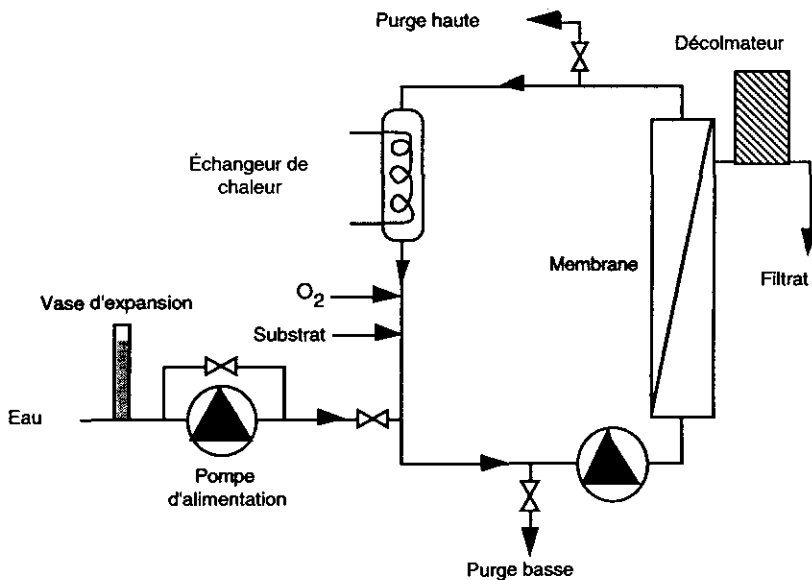 Purge haute
Décolmateur
Échangeur de
chaleur
Membrane
Filtrat
O2
Vase d'expansion
Substrat
Eau
Pompe
d'alimentation
Purge basse